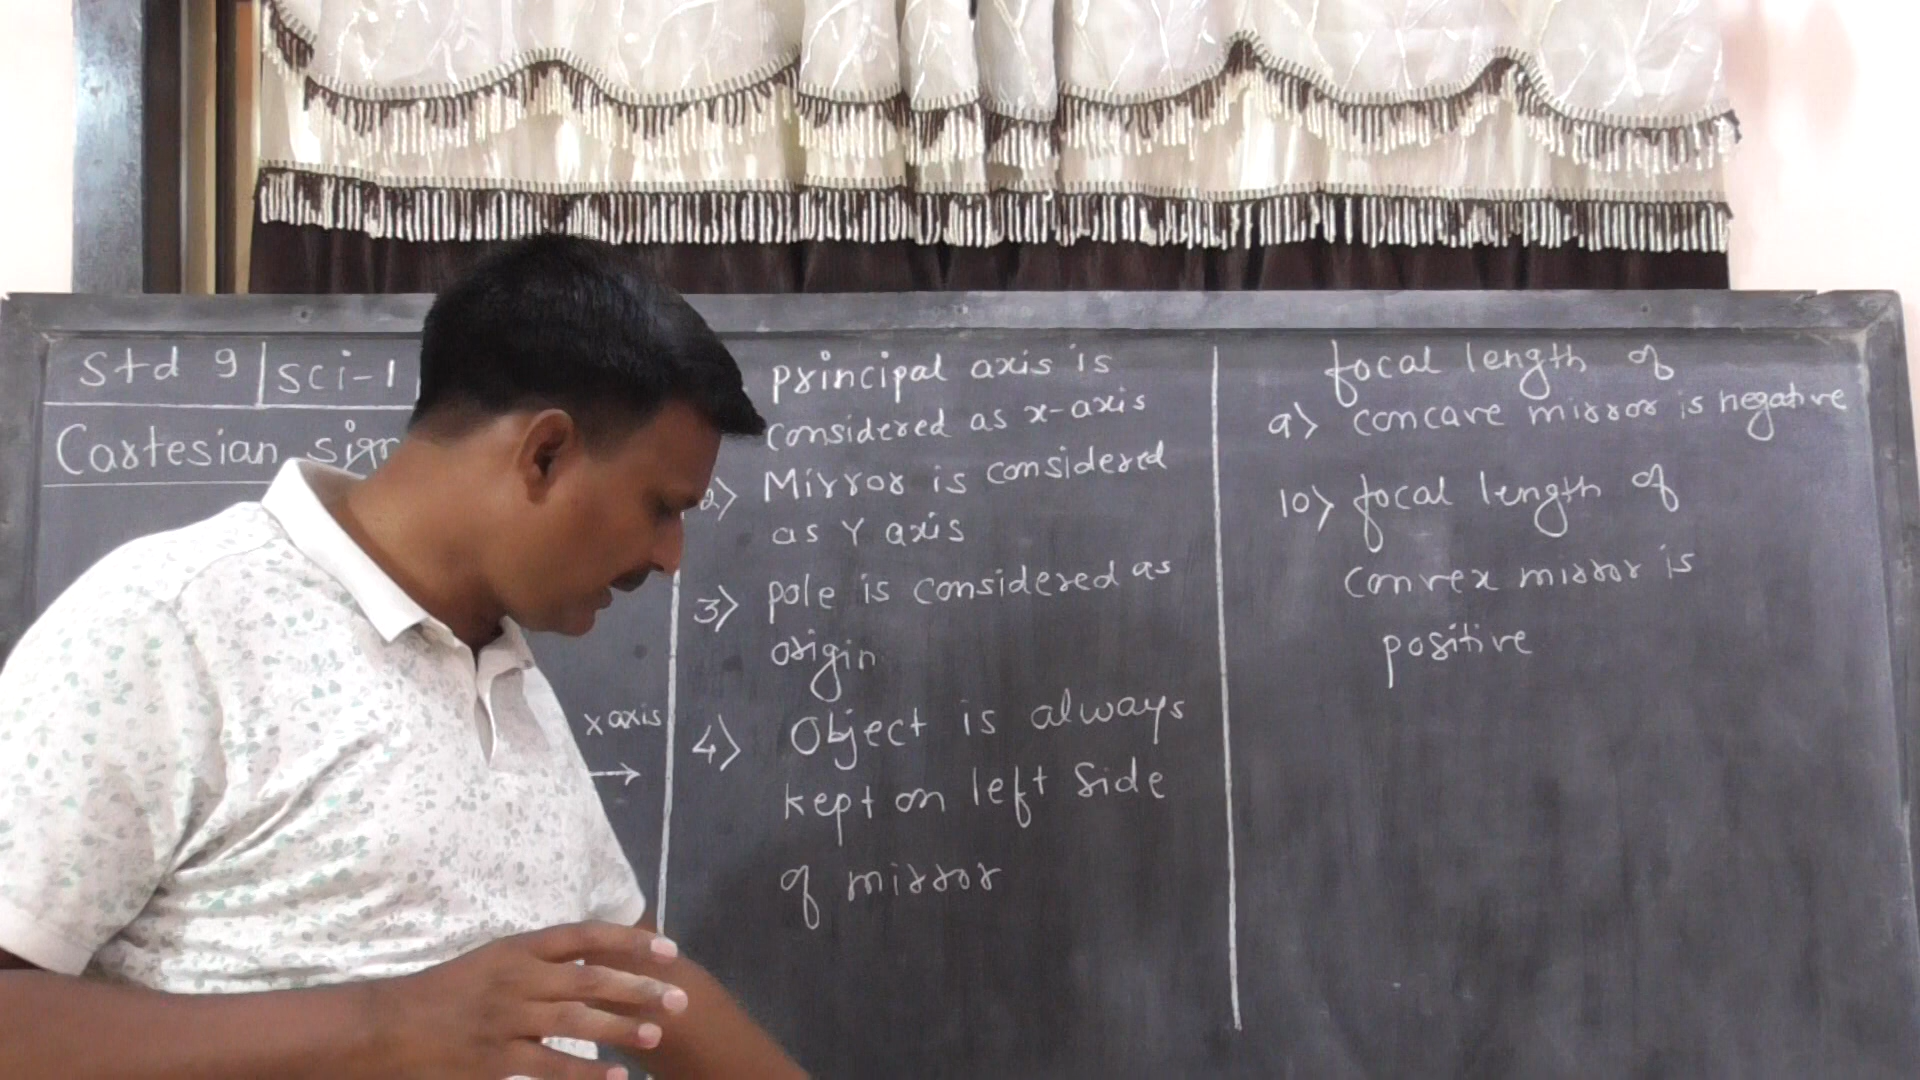 Std 9 | sci-1
Cartesian sign
x axis
principal axis is
considered as x-axis
2) Mirror is considered
as Y axis
3) pole is considered as
origin
4) Object is always
kept on left side
of mirror
focal length of
9) concave mirror is negative
10) focal length of
convex mirror is
positive